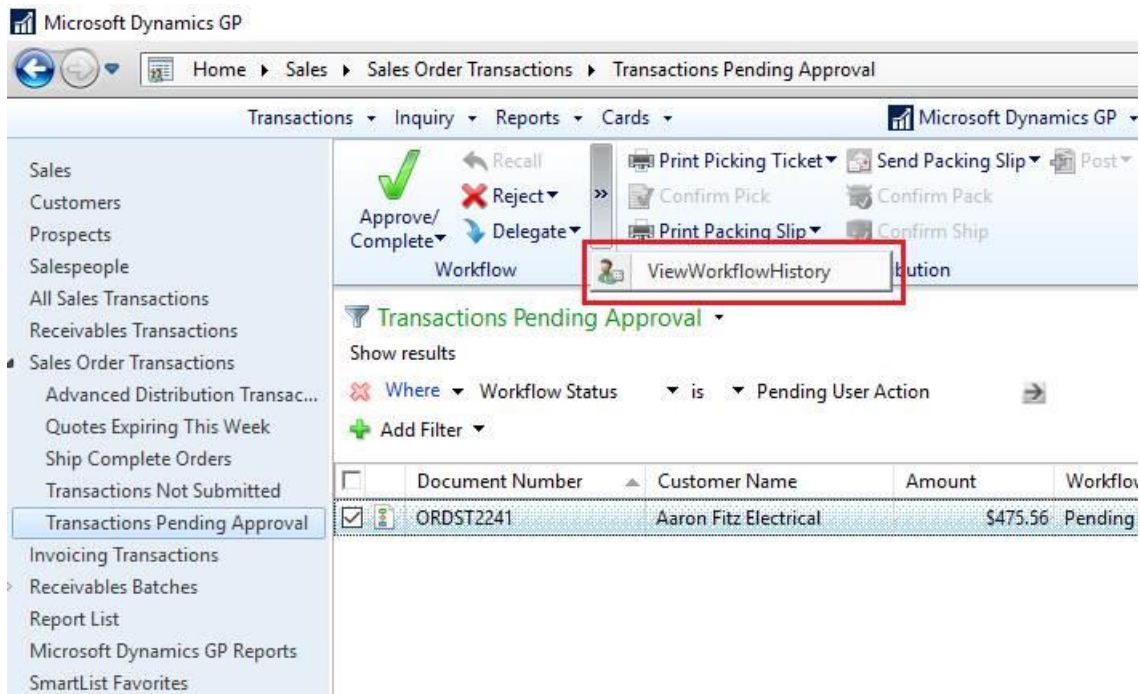 Microsoft Dynamics GP
Home Sales Sales Order Transactions Transactions Pending Approval
Transactions Inquiry Reports Cards Microsoft Dynamics GP
Sales
Customers
Prospects
Salespeople
All Sales Transactions
Receivables Transactions
Sales Order Transactions
Advanced Distribution Transac...
Quotes Expiring This Week
Ship Complete Orders
Transactions Not Submitted
Transactions Pending Approval
Invoicing Transactions
Receivables Batches
Report List
Microsoft Dynamics GP Reports
SmartList Favorites
Approve/
Complete
Recall
Reject
Delegate
Workflow
»
Print Picking Ticket Send Packing Slip Post
Confirm Pick Confirm Pack
Print Packing Slip Confirm Ship
ViewWorkflowHistory
bution
Transactions Pending Approval
Show results
Where Workflow Status is Pending User Action
Add Filter
Document Number Customer Name Amount Workflow
ORDST2241 Aaron Fitz Electrical $475.56 Pending